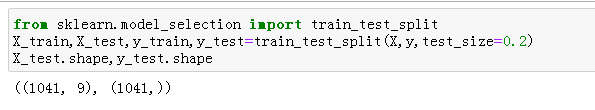 from sklearn.model_selection import train_test_split
X_train,X_test,y_train,y_test=train_test_split(X,y,test_size=0.2)
X_test.shape,y_test.shape
((1041, 9), (1041,))